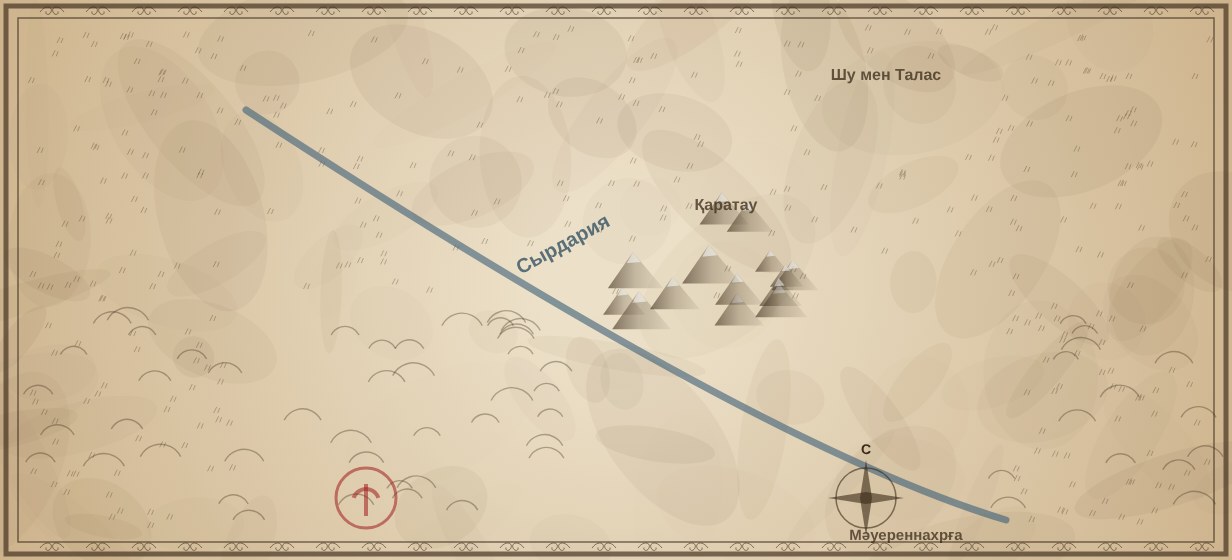 Шу мен Талас
Қаратау
Сырдария
С
Мәуереннахрға